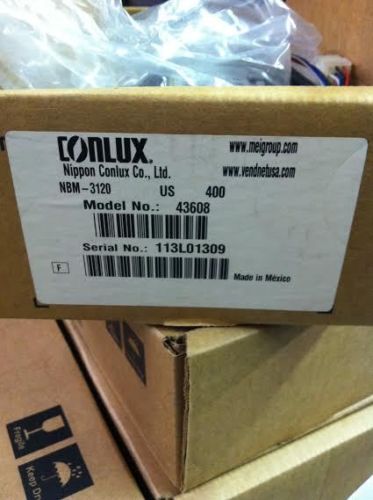 CONLUX. www.meigroup.com
Nippon Conlux Co., Ltd. www.vendnetusa.com
NBM-3120 US 400
Model No.: 43608
Serial No.: 113L01309
F Made in México
Fragile
Keep Dry